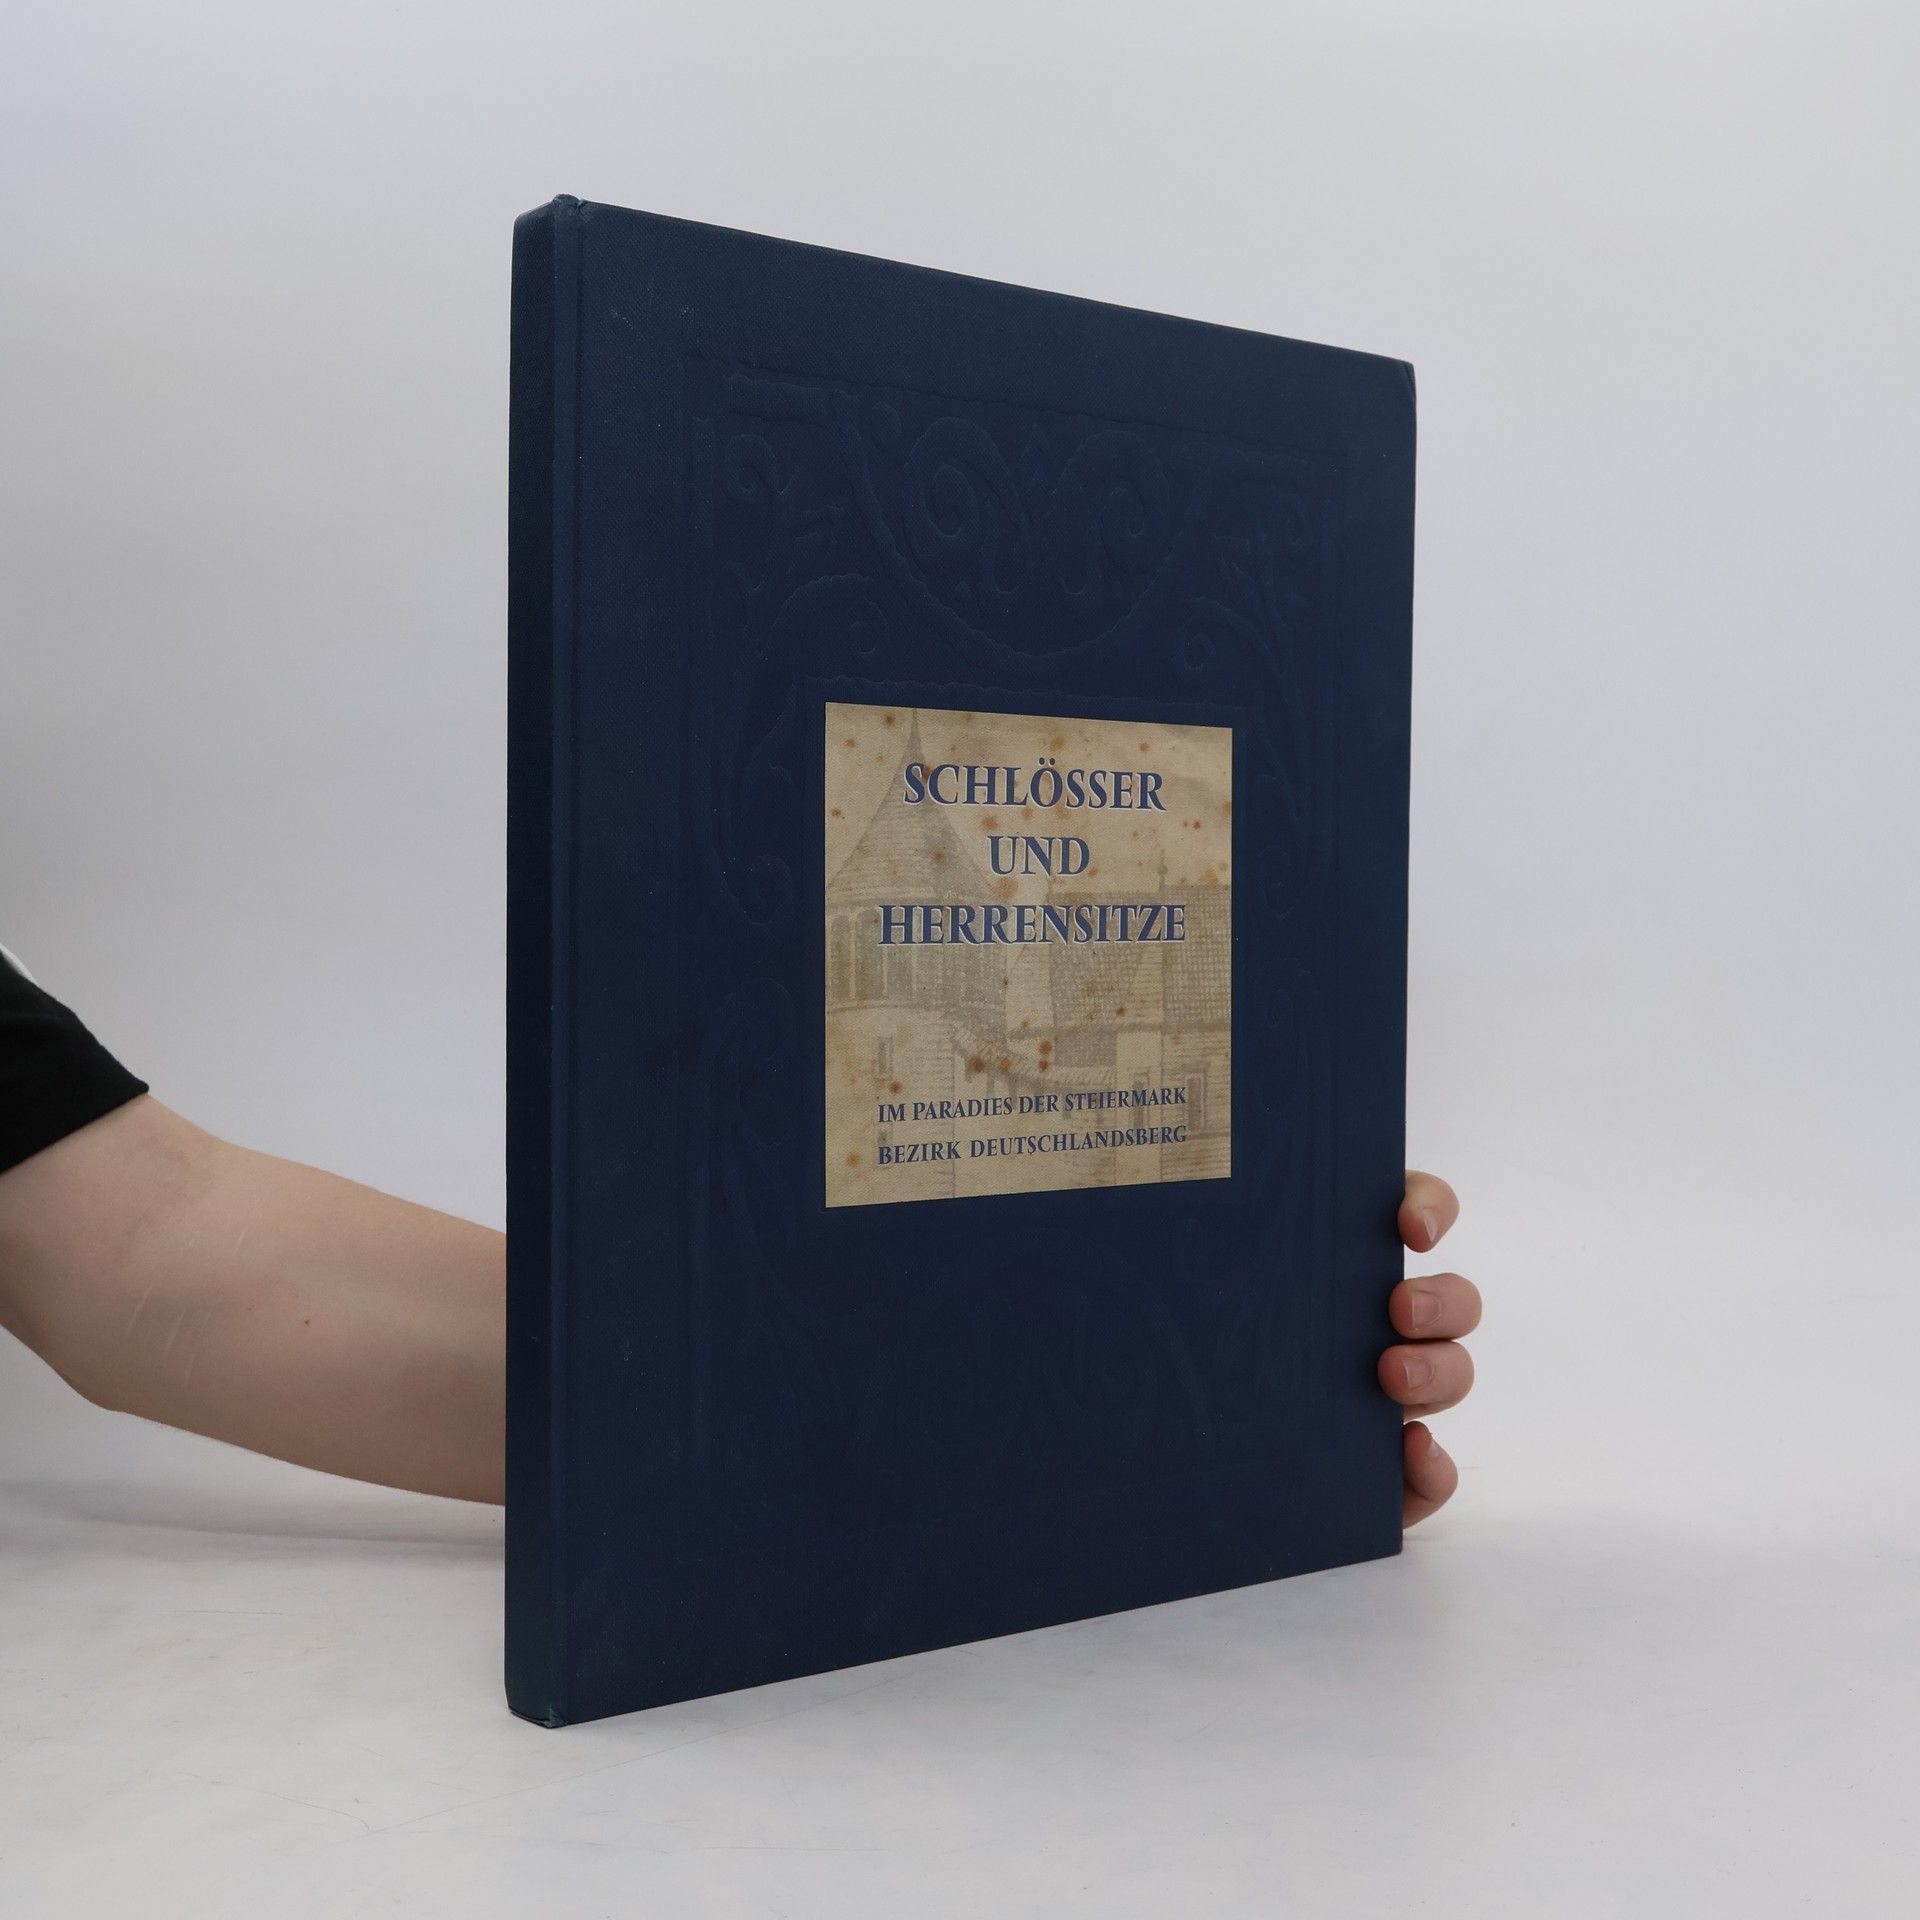 SCHLÖSSER
UND
HERRENSITZE
IM PARADIES DER STEIERMARK
BEZIRK DEUTSCHLANDSBERG